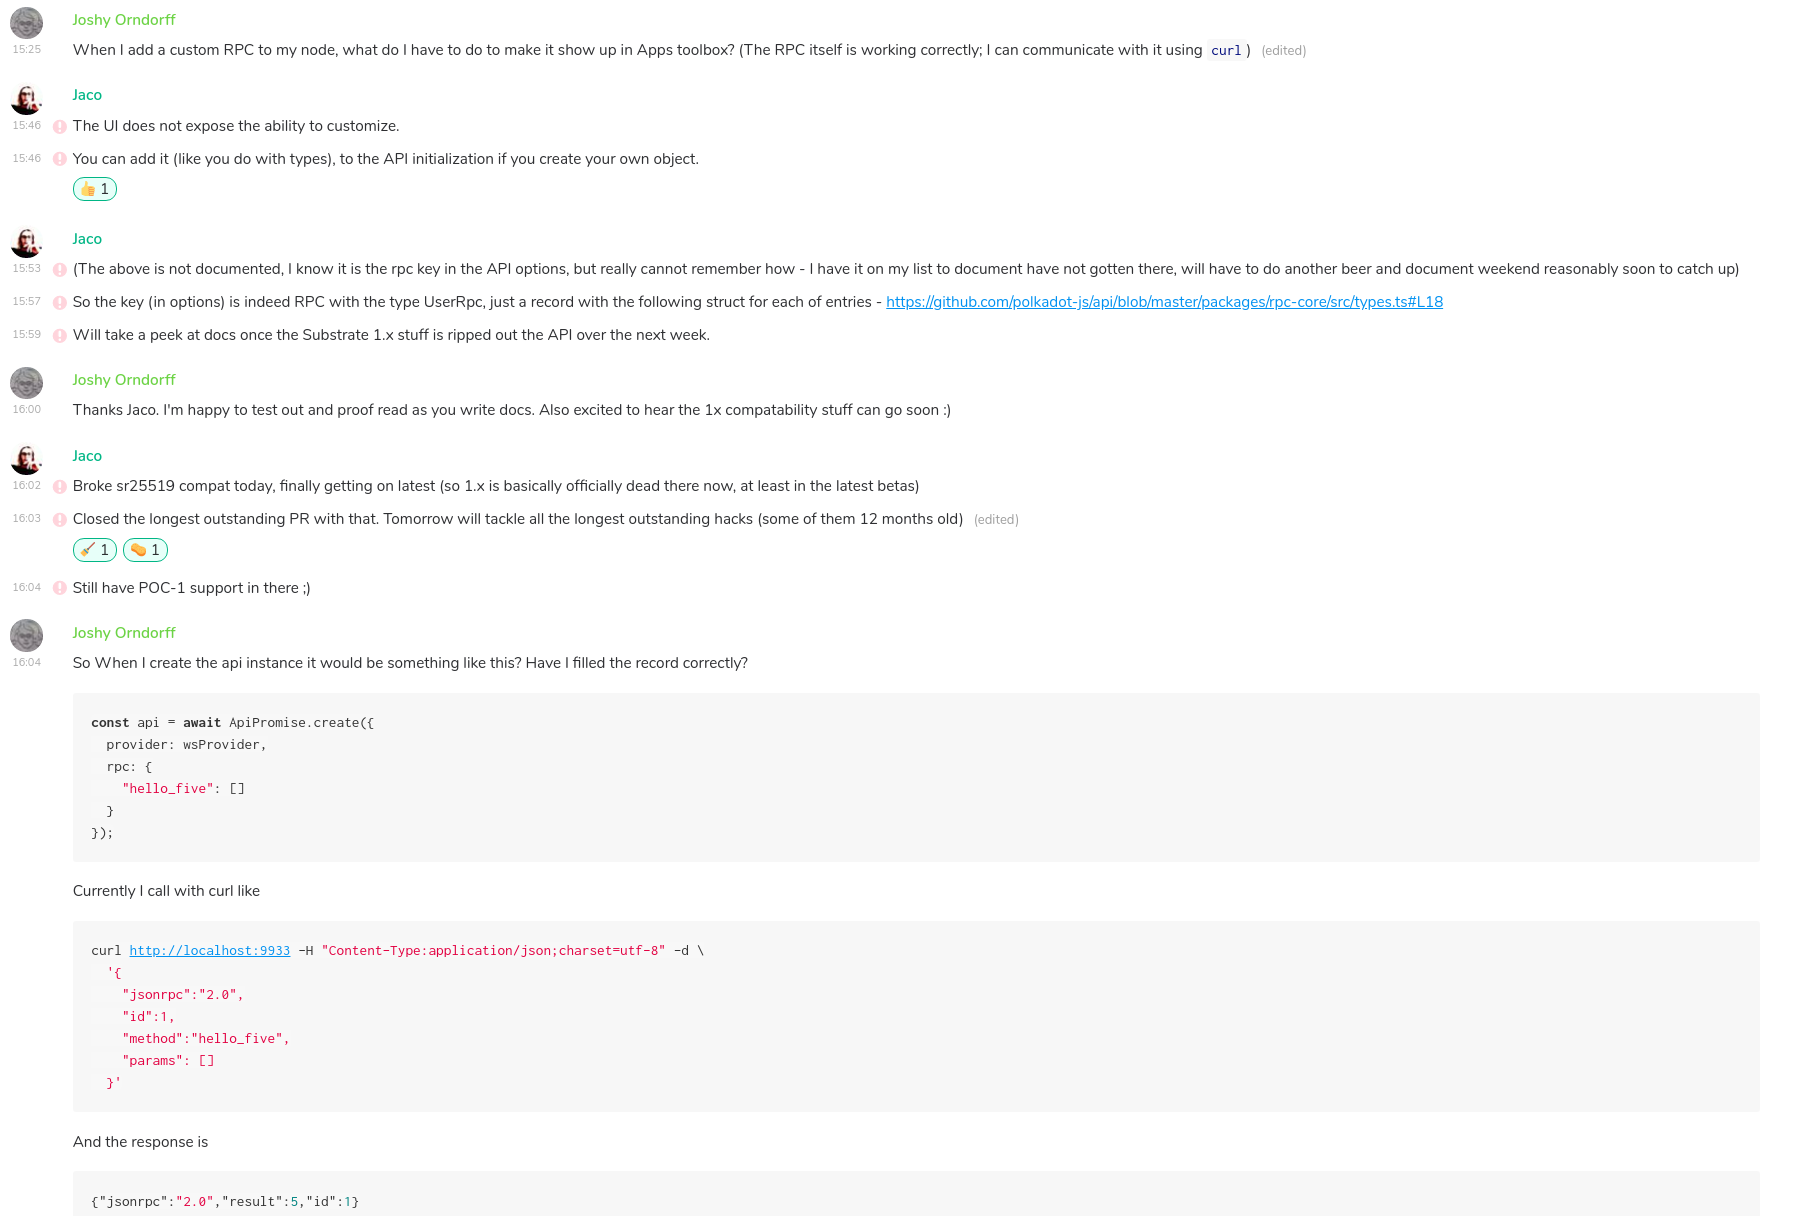 Joshy Orndorff
15:25 When I add a custom RPC to my node, what do I have to do to make it show up in Apps toolbox? (The RPC itself is working correctly; I can communicate with it using curl ) (edited)
Jaco
15:46 The UI does not expose the ability to customize.
15:46 You can add it (like you do with types), to the API initialization if you create your own object.
👍 1
Jaco
15:53 (The above is not documented, I know it is the rpc key in the API options, but really cannot remember how - I have it on my list to document have not gotten there, will have to do another beer and document weekend reasonably soon to catch up)
15:57 So the key (in options) is indeed RPC with the type UserRpc, just a record with the following struct for each of entries - https://github.com/polkadot-js/api/blob/master/packages/rpc-core/src/types.ts#L18
15:59 Will take a peek at docs once the Substrate 1.x stuff is ripped out the API over the next week.
Joshy Orndorff
16:00 Thanks Jaco. I'm happy to test out and proof read as you write docs. Also excited to hear the 1x compatability stuff can go soon :)
Jaco
16:02 Broke sr25519 compat today, finally getting on latest (so 1.x is basically officially dead there now, at least in the latest betas)
16:03 Closed the longest outstanding PR with that. Tomorrow will tackle all the longest outstanding hacks (some of them 12 months old) (edited)
1 1
16:04 Still have POC-1 support in there ;)
Joshy Orndorff
16:04 So When I create the api instance it would be something like this? Have I filled the record correctly?
const api = await ApiPromise.create({
  provider: wsProvider,
  rpc: {
    "hello_five": []
  }
});
Currently I call with curl like
curl http://localhost:9933 -H "Content-Type:application/json;charset=utf-8" -d \
  '{
    "jsonrpc":"2.0",
    "id":1,
    "method":"hello_five",
    "params": []
  }'
And the response is
{"jsonrpc":"2.0","result":5,"id":1}